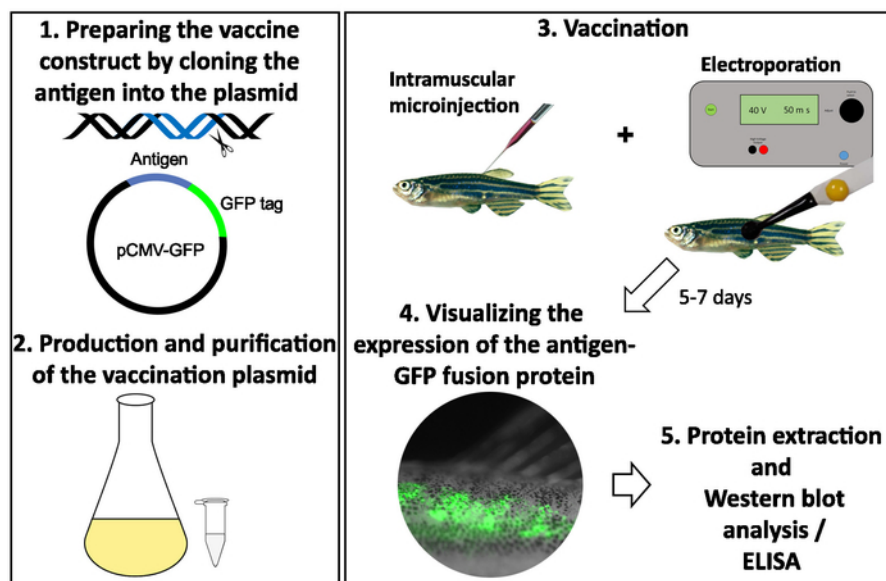 1. Preparing the vaccine
construct by cloning the
antigen into the plasmid
Antigen
GFP tag
pCMV-GFP
2. Production and purification
of the vaccination plasmid
3. Vaccination
Intramuscular
microinjection
+
Electroporation
40 V 50 m s
5-7 days
4. Visualizing the
expression of the antigen-
GFP fusion protein
5. Protein extraction
and
Western blot
analysis /
ELISA